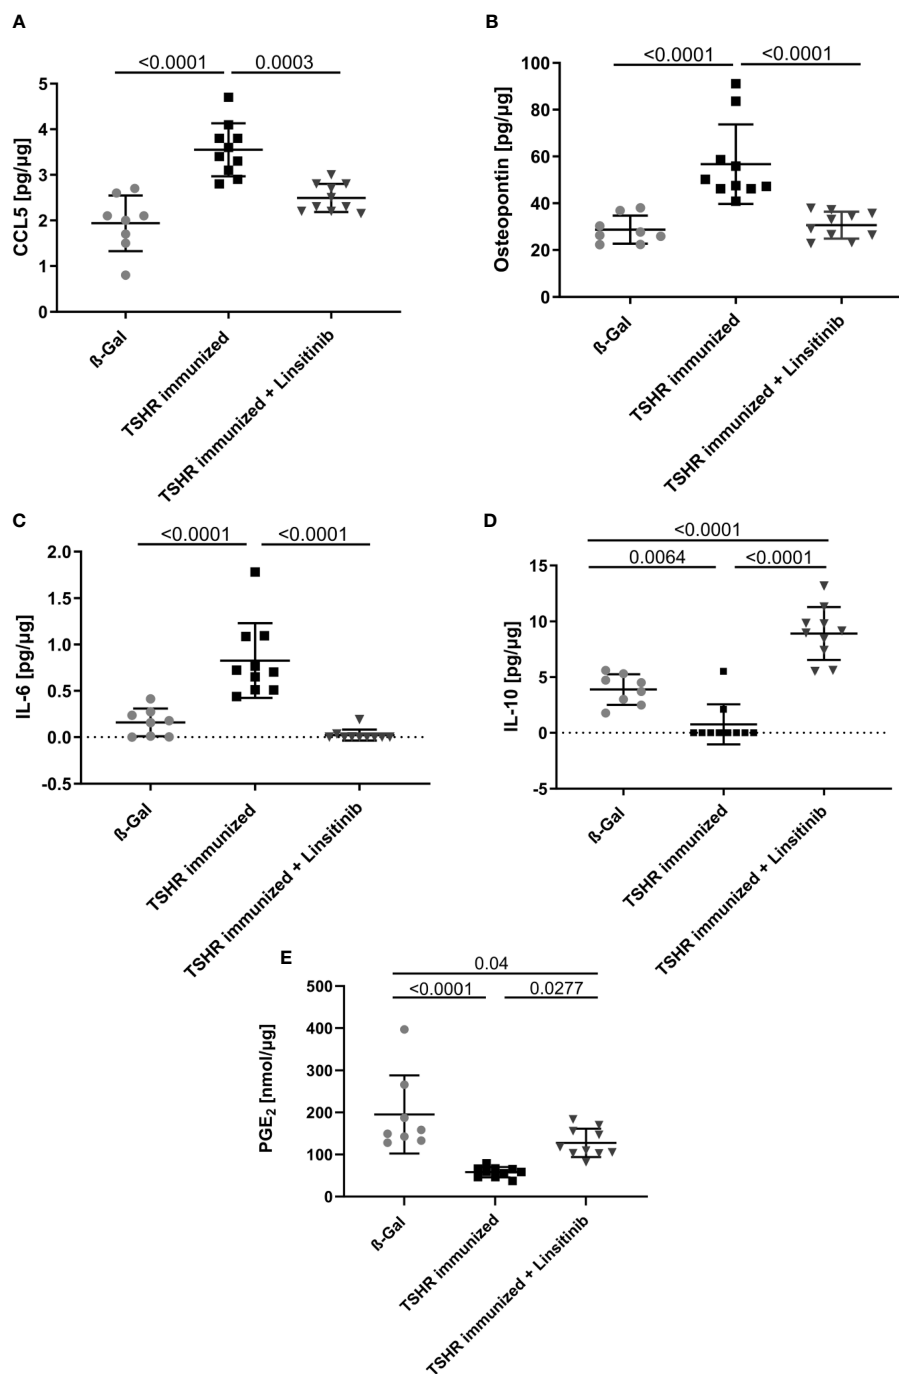 A
<0.0001 0.0003
CCL5 [pg/µg]
5
4
3
2
1
0
ß-Gal
TSHR immunized
TSHR immunized + Linsitinib
B
<0.0001 <0.0001
Osteopontin [pg/µg]
100
80
60
40
20
0
ß-Gal
TSHR immunized
TSHR immunized + Linsitinib
C
<0.0001 <0.0001
IL-6 [pg/µg]
2.0
1.5
1.0
0.5
0.0
-0.5
ß-Gal
TSHR immunized
TSHR immunized + Linsitinib
D
<0.0001
0.0064 <0.0001
IL-10 [pg/µg]
15
10
5
0
-5
ß-Gal
TSHR immunized
TSHR immunized + Linsitinib
E
0.04
<0.0001 0.0277
PGE₂ [nmol/µg]
500
400
300
200
100
0
ß-Gal
TSHR immunized
TSHR immunized + Linsitinib